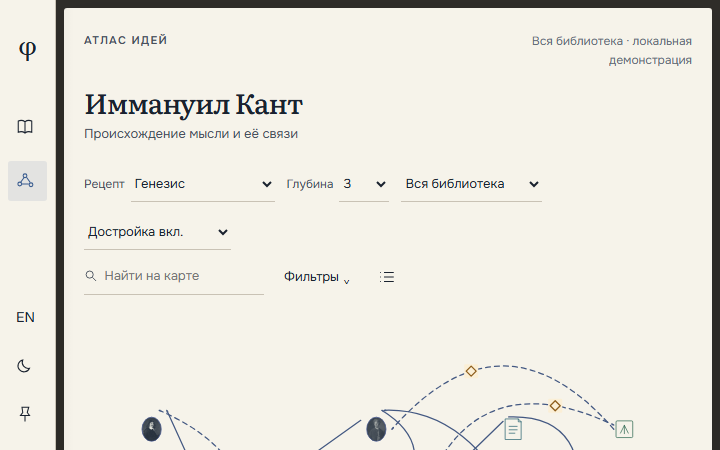 φ
АТЛАС ИДЕЙ
Вся библиотека · локальная
демонстрация
Иммануил Кант
Происхождение мысли и её связи
Рецепт Генезис Глубина 3 Вся библиотека
Достройка вкл.
Найти на карте Фильтры
EN